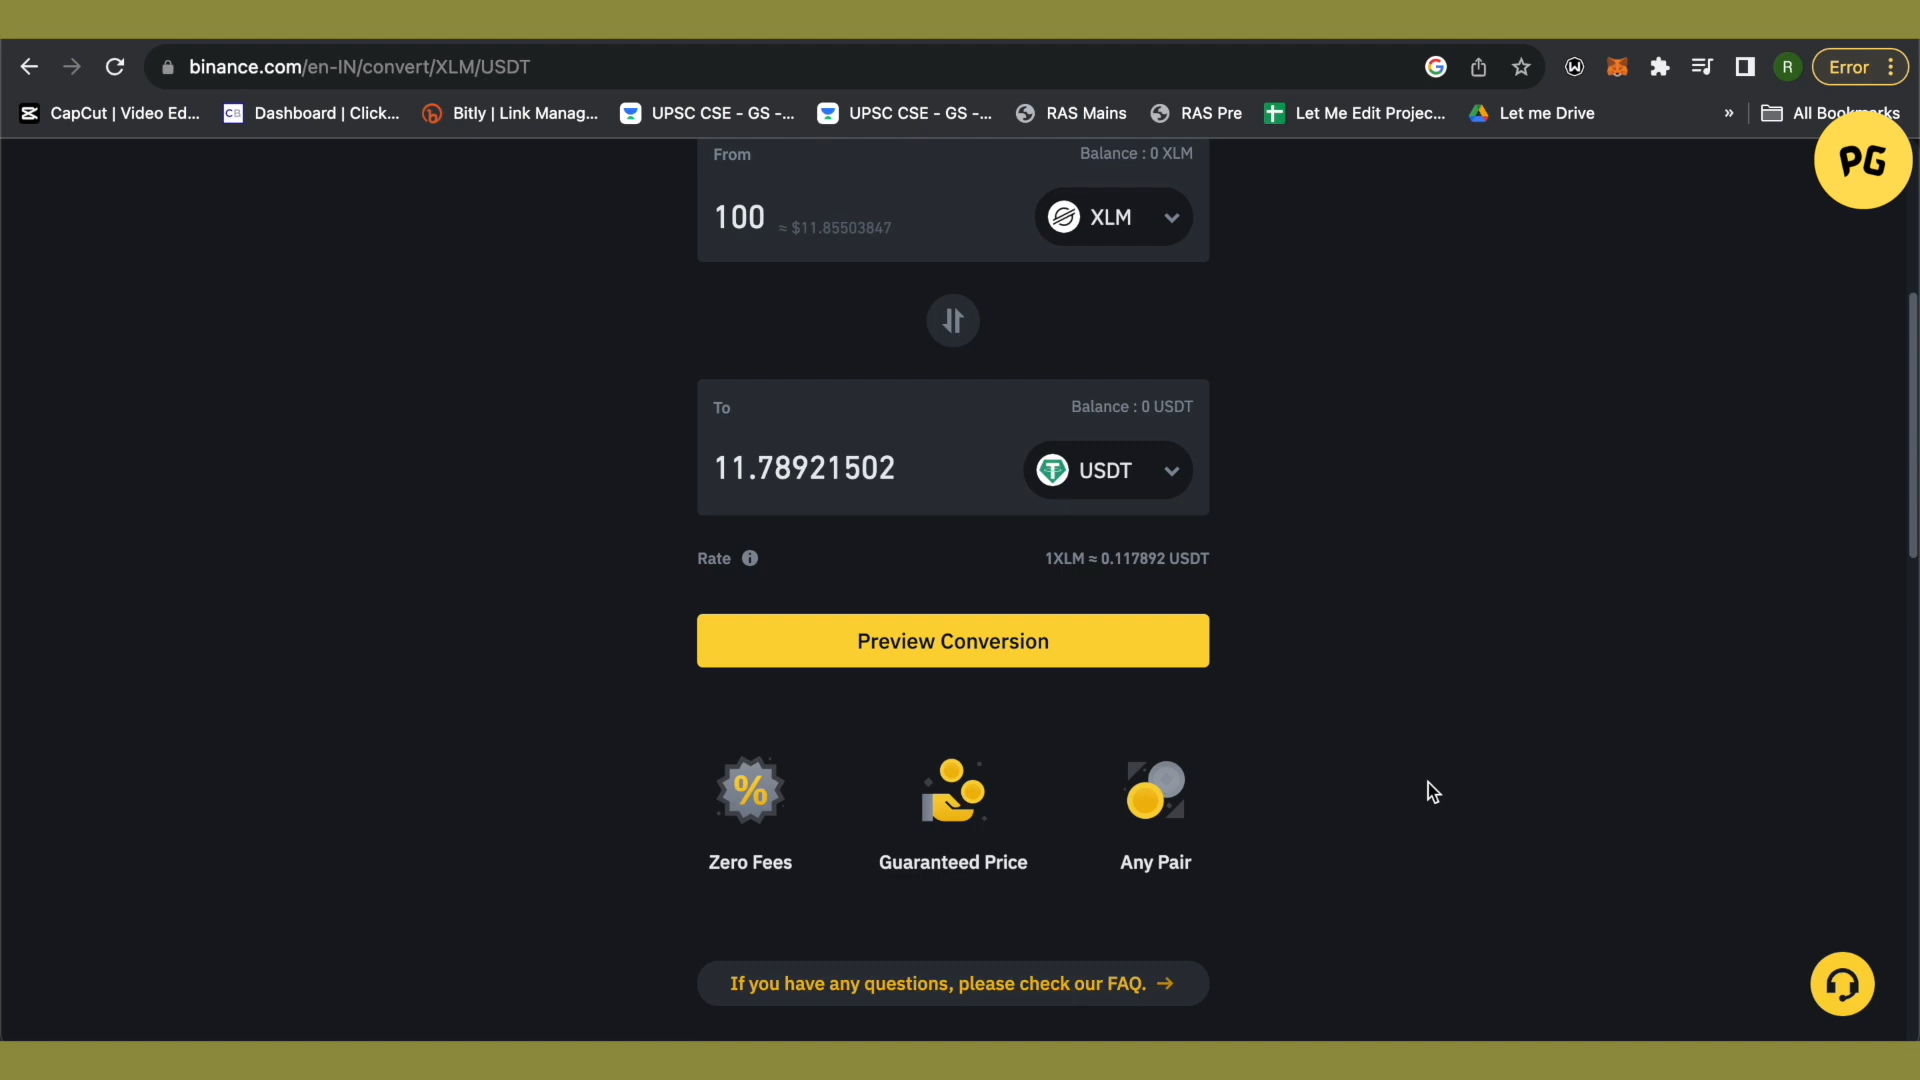 binance.com/en-IN/convert/XLM/USDT
R
Error
CapCut | Video Ed...
CB Dashboard | Click...
Bitly | Link Manag...
UPSC CSE - GS -...
UPSC CSE - GS -...
RAS Mains
RAS Pre
Let Me Edit Projec...
Let me Drive
»
All Bookmarks
PG
From
Balance : 0 XLM
100 ≈ $11.85503847
XLM
To
Balance : 0 USDT
11.78921502
USDT
Rate
1XLM ≈ 0.117892 USDT
Preview Conversion
%
Zero Fees
Guaranteed Price
Any Pair
If you have any questions, please check our FAQ. →